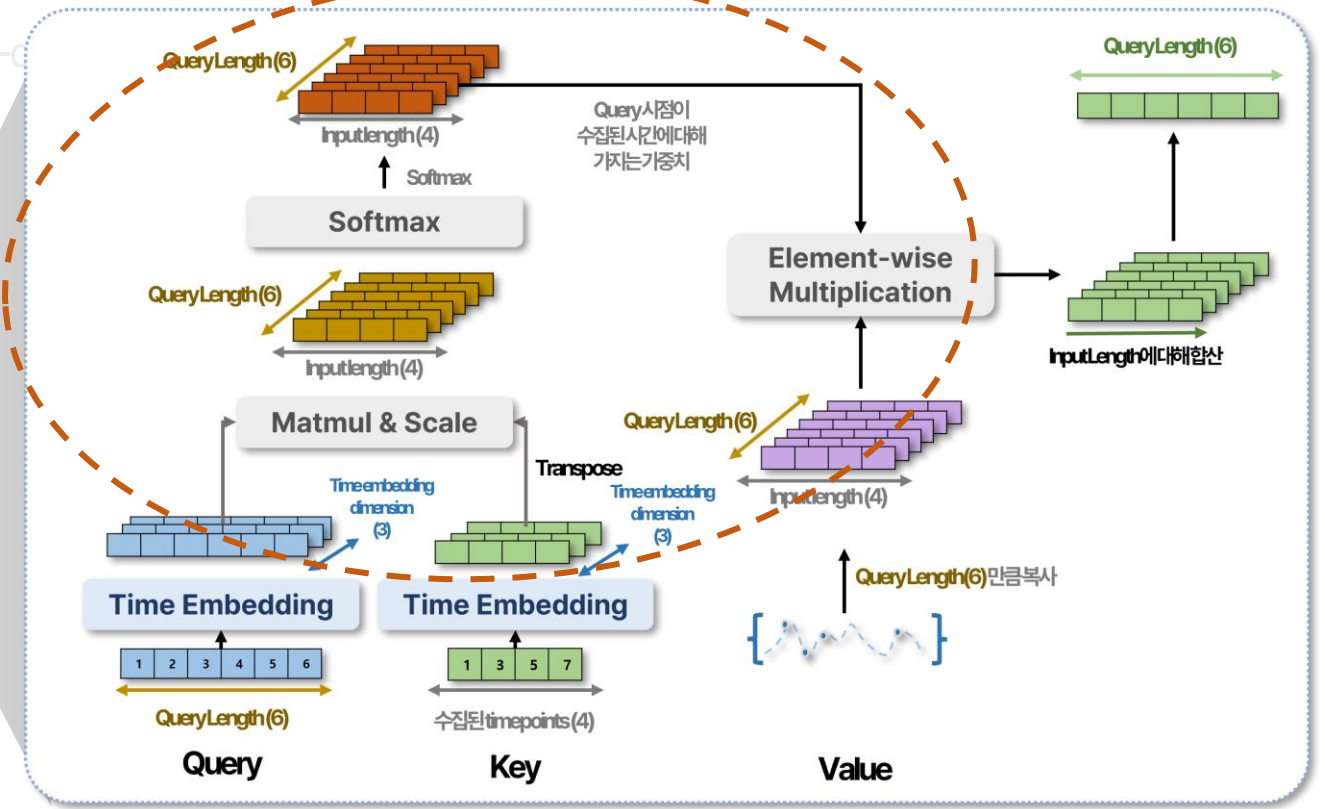 QueryLength(6)
Inputlength(4)
Query시점이
수집된시간에대해
가지는가중치
QueryLength(6)
Softmax
Softmax
Element-wise
Multiplication
QueryLength(6)
Inputlength(4)
InputLength에대해합산
Matmul & Scale
Transpose
QueryLength(6)
Inputlength(4)
Timeembedding
dimension
(3)
Timeembedding
dimension
(3)
Time Embedding
Time Embedding
QueryLength(6)만큼복사
1 2 3 4 5 6
1 3 5 7
QueryLength(6)
수집된timepoints(4)
Query
Key
Value